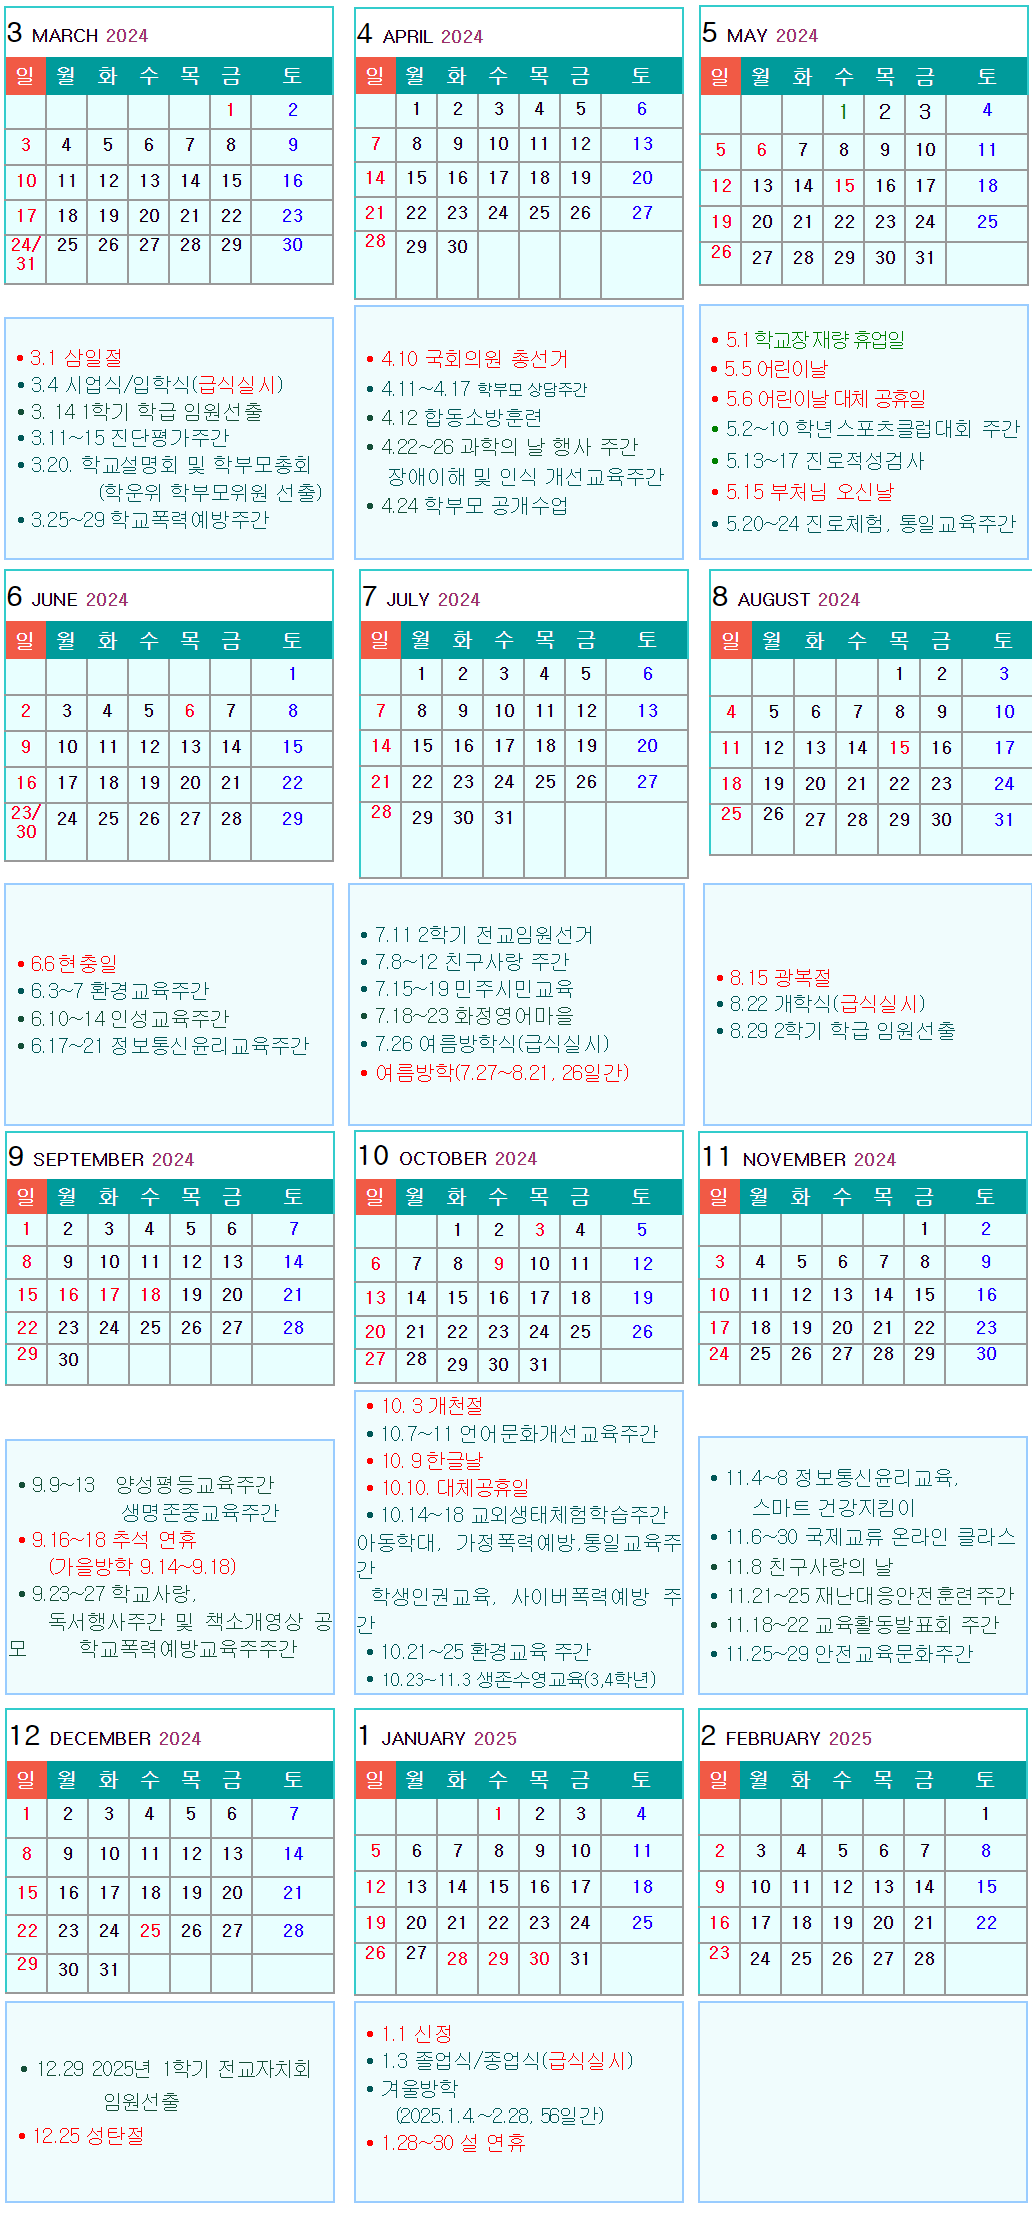 3 MARCH 2024
일 월 화 수 목 금 토
1 2
3 4 5 6 7 8 9
10 11 12 13 14 15 16
17 18 19 20 21 22 23
24/31 25 26 27 28 29 30
• 3.1 삼일절
• 3.4 시업식/입학식(급식실시)
• 3. 14 1학기 학급 임원선출
• 3.11~15 진단평가주간
• 3.20. 학교설명회 및 학부모총회
(학운위 학부모위원 선출)
• 3.25~29 학교폭력예방주간
4 APRIL 2024
일 월 화 수 목 금 토
1 2 3 4 5 6
7 8 9 10 11 12 13
14 15 16 17 18 19 20
21 22 23 24 25 26 27
28 29 30
• 4.10 국회의원 총선거
• 4.11~4.17 학부모 상담주간
• 4.12 합동소방훈련
• 4.22~26 과학의 날 행사 주간
장애이해 및 인식 개선교육주간
• 4.24 학부모 공개수업
5 MAY 2024
일 월 화 수 목 금 토
1 2 3 4
5 6 7 8 9 10 11
12 13 14 15 16 17 18
19 20 21 22 23 24 25
26 27 28 29 30 31
• 5.1 학교장 재량 휴업일
• 5.5 어린이날
• 5.6 어린이날 대체 공휴일
• 5.2~10 학년스포츠클럽대회 주간
• 5.13~17 진로적성검사
• 5.15 부처님 오신날
• 5.20~24 진로체험, 통일교육주간
6 JUNE 2024
일 월 화 수 목 금 토
1
2 3 4 5 6 7 8
9 10 11 12 13 14 15
16 17 18 19 20 21 22
23/30 24 25 26 27 28 29
• 6.6 현충일
• 6.3~7 환경교육주간
• 6.10~14 인성교육주간
• 6.17~21 정보통신윤리교육주간
7 JULY 2024
일 월 화 수 목 금 토
1 2 3 4 5 6
7 8 9 10 11 12 13
14 15 16 17 18 19 20
21 22 23 24 25 26 27
28 29 30 31
• 7.11 2학기 전교임원선거
• 7.8~12 친구사랑 주간
• 7.15~19 민주시민교육
• 7.18~23 화정영어마을
• 7.26 여름방학식(급식실시)
• 여름방학(7.27~8.21, 26일간)
8 AUGUST 2024
일 월 화 수 목 금 토
1 2 3
4 5 6 7 8 9 10
11 12 13 14 15 16 17
18 19 20 21 22 23 24
25 26 27 28 29 30 31
• 8.15 광복절
• 8.22 개학식(급식실시)
• 8.29 2학기 학급 임원선출
9 SEPTEMBER 2024
일 월 화 수 목 금 토
1 2 3 4 5 6 7
8 9 10 11 12 13 14
15 16 17 18 19 20 21
22 23 24 25 26 27 28
29 30
• 9.9~13 양성평등교육주간
생명존중교육주간
• 9.16~18 추석 연휴
(가을방학 9.14~9.18)
• 9.23~27 학교사랑,
독서행사주간 및 책소개영상 공
모 학교폭력예방교육주주간
10 OCTOBER 2024
일 월 화 수 목 금 토
1 2 3 4 5
6 7 8 9 10 11 12
13 14 15 16 17 18 19
20 21 22 23 24 25 26
27 28 29 30 31
• 10. 3 개천절
• 10.7~11 언어문화개선교육주간
• 10. 9 한글날
• 10.10. 대체공휴일
• 10.14~18 교외생태체험학습주간
아동학대, 가정폭력예방,통일교육주
간
학생인권교육, 사이버폭력예방 주
간
• 10.21~25 환경교육 주간
• 10.23~11.3 생존수영교육(3,4학년)
11 NOVEMBER 2024
일 월 화 수 목 금 토
1 2
3 4 5 6 7 8 9
10 11 12 13 14 15 16
17 18 19 20 21 22 23
24 25 26 27 28 29 30
• 11.4~8 정보통신윤리교육,
스마트 건강지킴이
• 11.6~30 국제교류 온라인 클라스
• 11.8 친구사랑의 날
• 11.21~25 재난대응안전훈련주간
• 11.18~22 교육활동발표회 주간
• 11.25~29 안전교육문화주간
12 DECEMBER 2024
일 월 화 수 목 금 토
1 2 3 4 5 6 7
8 9 10 11 12 13 14
15 16 17 18 19 20 21
22 23 24 25 26 27 28
29 30 31
• 12.29 2025년 1학기 전교자치회
임원선출
• 12.25 성탄절
1 JANUARY 2025
일 월 화 수 목 금 토
1 2 3 4
5 6 7 8 9 10 11
12 13 14 15 16 17 18
19 20 21 22 23 24 25
26 27 28 29 30 31
• 1.1 신정
• 1.3 졸업식/종업식(급식실시)
• 겨울방학
(2025.1.4.~2.28, 56일간)
• 1.28~30 설 연휴
2 FEBRUARY 2025
일 월 화 수 목 금 토
1
2 3 4 5 6 7 8
9 10 11 12 13 14 15
16 17 18 19 20 21 22
23 24 25 26 27 28